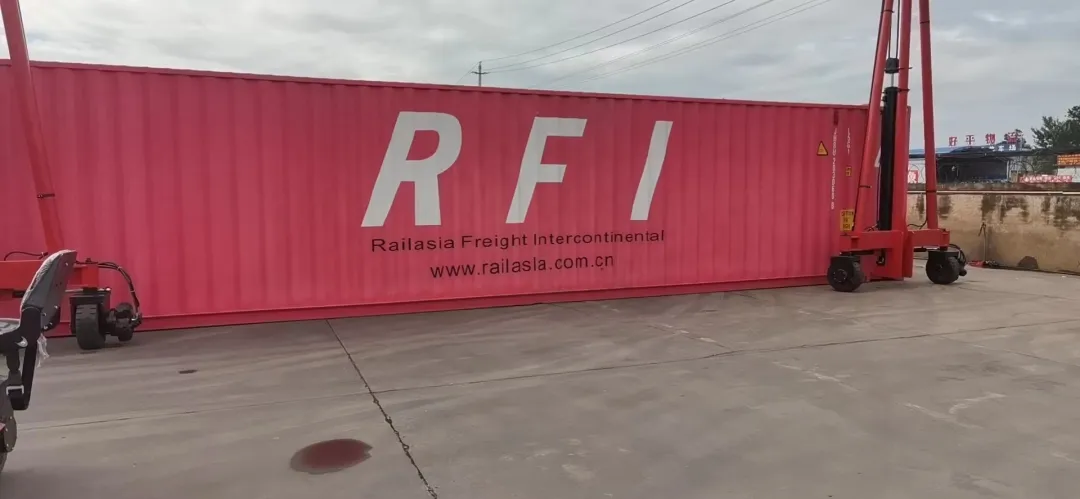 RFI
Railasia Freight Intercontinental
www.railasia.com.cn